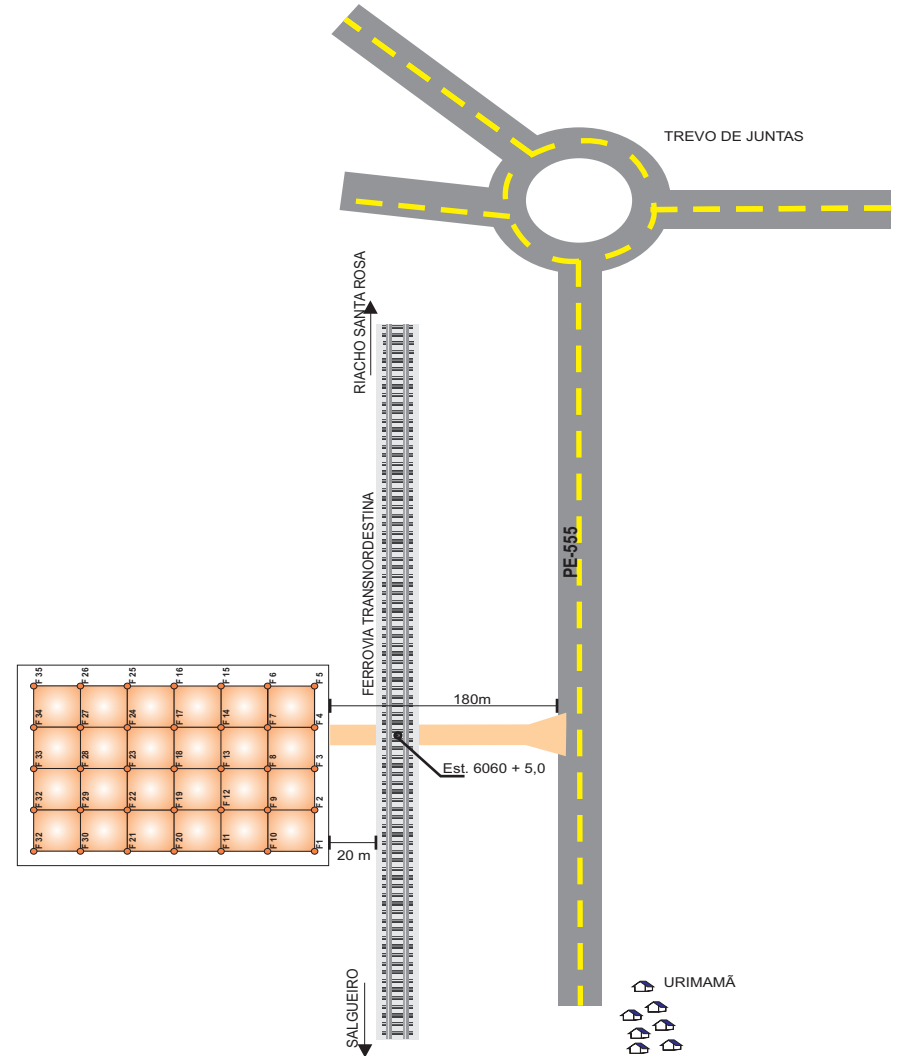 TREVO DE JUNTAS
RIACHO SANTA ROSA
FERROVIA TRANSNORDESTINA
PE-555
F 35
F 26
F 25
F 16
F 15
F 6
F 5
F 34
F 27
F 24
F 17
F 14
F 7
F 4
180m
F 33
F 28
F 23
F 18
F 13
F 8
F 3
Est. 6060 + 5,0
F 32
F 29
F 22
F 19
F 12
F 9
F 2
F 32
F 30
F 21
F 20
F 11
F 10
F1
20 m
SALGUEIRO
URIMAMÃ